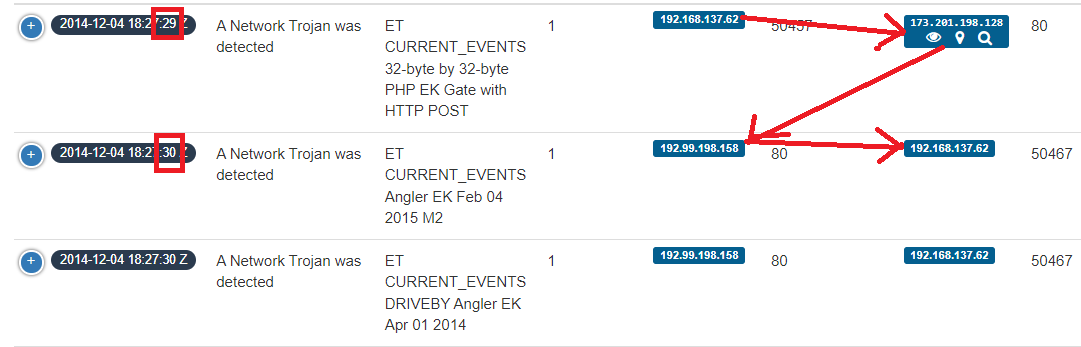 + 2014-12-04 18:27:29 Z A Network Trojan was ET 1 192.168.137.62 50457 173.201.198.128 80
detected CURRENT_EVENTS
32-byte by 32-byte
PHP EK Gate with
HTTP POST
+ 2014-12-04 18:27:30 Z A Network Trojan was ET 1 192.99.198.158 80 192.168.137.62 50467
detected CURRENT_EVENTS
Angler EK Feb 04
2015 M2
+ 2014-12-04 18:27:30 Z A Network Trojan was ET 1 192.99.198.158 80 192.168.137.62 50467
detected CURRENT_EVENTS
DRIVEBY Angler EK
Apr 01 2014